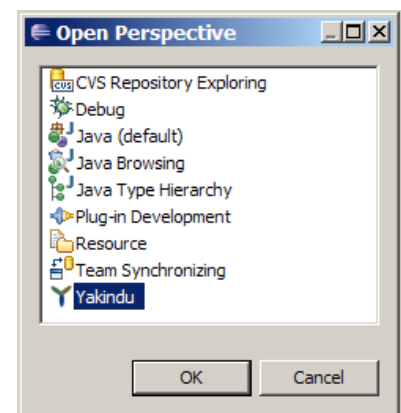 Open Perspective
CVS Repository Exploring
Debug
Java (default)
Java Browsing
Java Type Hierarchy
Plug-in Development
Resource
Team Synchronizing
Yakindu
OK Cancel